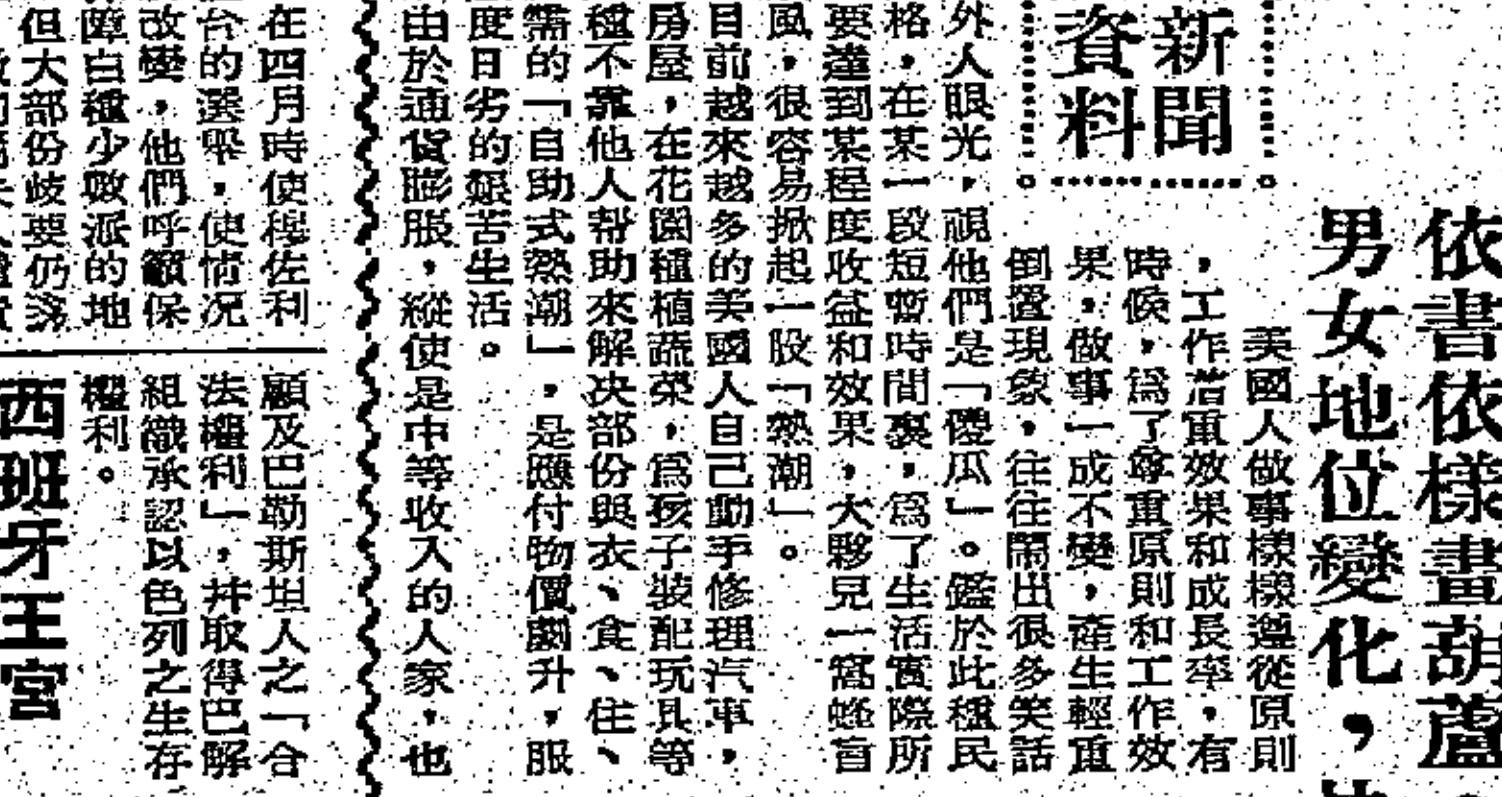 依書依樣畫葫蘆
男女地位變化，
新聞
資料
美國人做事樣樣遵從原則
，工作着重效果和成長率，有
時候，爲了尊重原則和工作效
果，做事一成不變，產生輕重
倒置現象，往往鬧出很多笑話
外人眼光，視他們是「傻瓜」。鑑於此種民
格，在某一段短暫時間裏，爲了生活實際所
要達到某程度收益和效果，大夥見一窩蜂盲
風，很容易掀起一股「熱潮」。
目前越來越多的美國人自己動手修理汽車，
房屋，在花園種植蔬菜，爲孩子裝配玩具等
種不靠他人幫助來解決部份與衣、食、住、
需的「自助式熱潮」，是應付物價劇升，服
度日劣的艱苦生活。
由於通貨膨脹，縱使是中等收入的人家，也
在四月時使穆佐利
台的選舉，使情況
改變，他們呼籲保
障白種少數派的地
但大部份歧要仍落
顧及巴勒斯坦人之「合
法權利」，幷取得巴解
組織承認以色列之生存
權利。
西班牙王宮